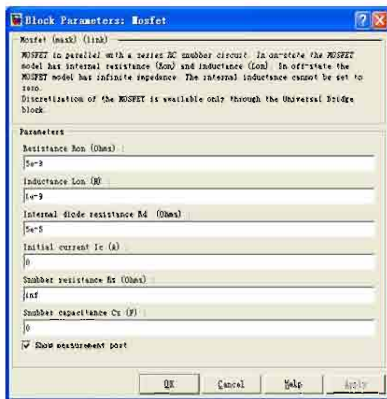 Block Parameters: Mosfet
Mosfet (mask) (link)
MOSFET in parallel with a series RC snubber circuit. In on-state the MOSFET
model has internal resistance (Ron) and inductance (Lon). In off-state the
MOSFET model has infinite impedance. The internal inductance cannot be set to
zero.
Discretization of the MOSFET is available only through the Universal Bridge
block.
Parameters
Resistance Ron (Ohms) :
5e-3
Inductance Lon (H) :
1e-9
Internal diode resistance Rd (Ohms) :
5e-5
Initial current Ic (A) :
0
Snubber resistance Rs (Ohms) :
inf
Snubber capacitance Cs (F) :
0
Show measurement port
OK
Cancel
Help
Apply